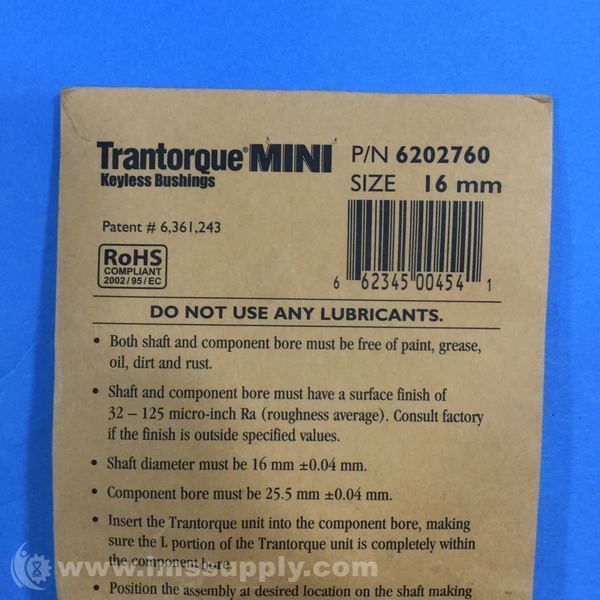 Trantorque® MINI
Keyless Bushings
P/N 6202760
SIZE 16 mm
Patent # 6,361,243
RoHS
COMPLIANT
2002/95/EC
6 62345 00454 1
DO NOT USE ANY LUBRICANTS.
• Both shaft and component bore must be free of paint, grease,
oil, dirt and rust.
• Shaft and component bore must have a surface finish of
32 – 125 micro-inch Ra (roughness average). Consult factory
if the finish is outside specified values.
• Shaft diameter must be 16 mm ±0.04 mm.
• Component bore must be 25.5 mm ±0.04 mm.
• Insert the Trantorque unit into the component bore, making
sure the L portion of the Trantorque unit is completely within
the component bore.
• Position the assembly at desired location on the shaft making
www.imssupply.com